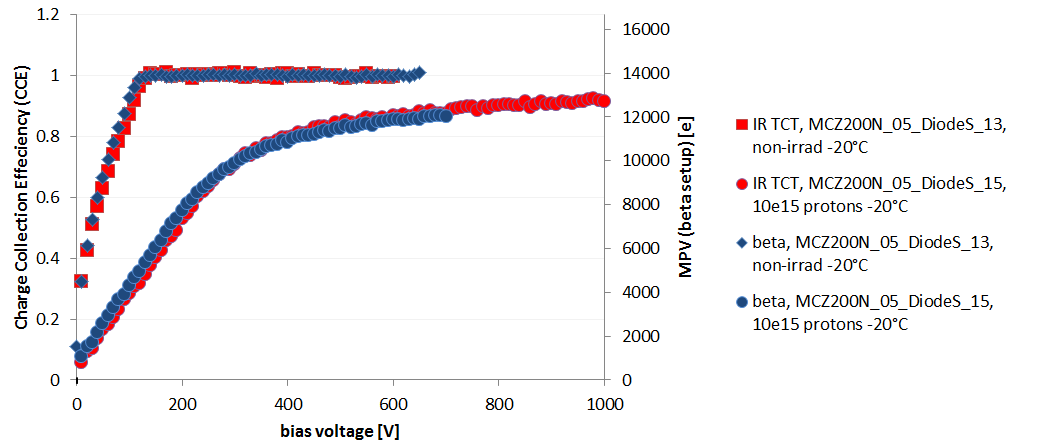 Charge Collection Effeciency (CCE)
1.2
1
0.8
0.6
0.4
0.2
0
16000
14000
12000
10000
8000
6000
4000
2000
0
MPV (beta setup) [e]
0
200
400
600
800
1000
bias voltage [V]
IR TCT, MCZ200N_05_DiodeS_13,
non-irrad -20°C
IR TCT, MCZ200N_05_DiodeS_15,
10e15 protons -20°C
beta, MCZ200N_05_DiodeS_13,
non-irrad -20°C
beta, MCZ200N_05_DiodeS_15,
10e15 protons -20°C